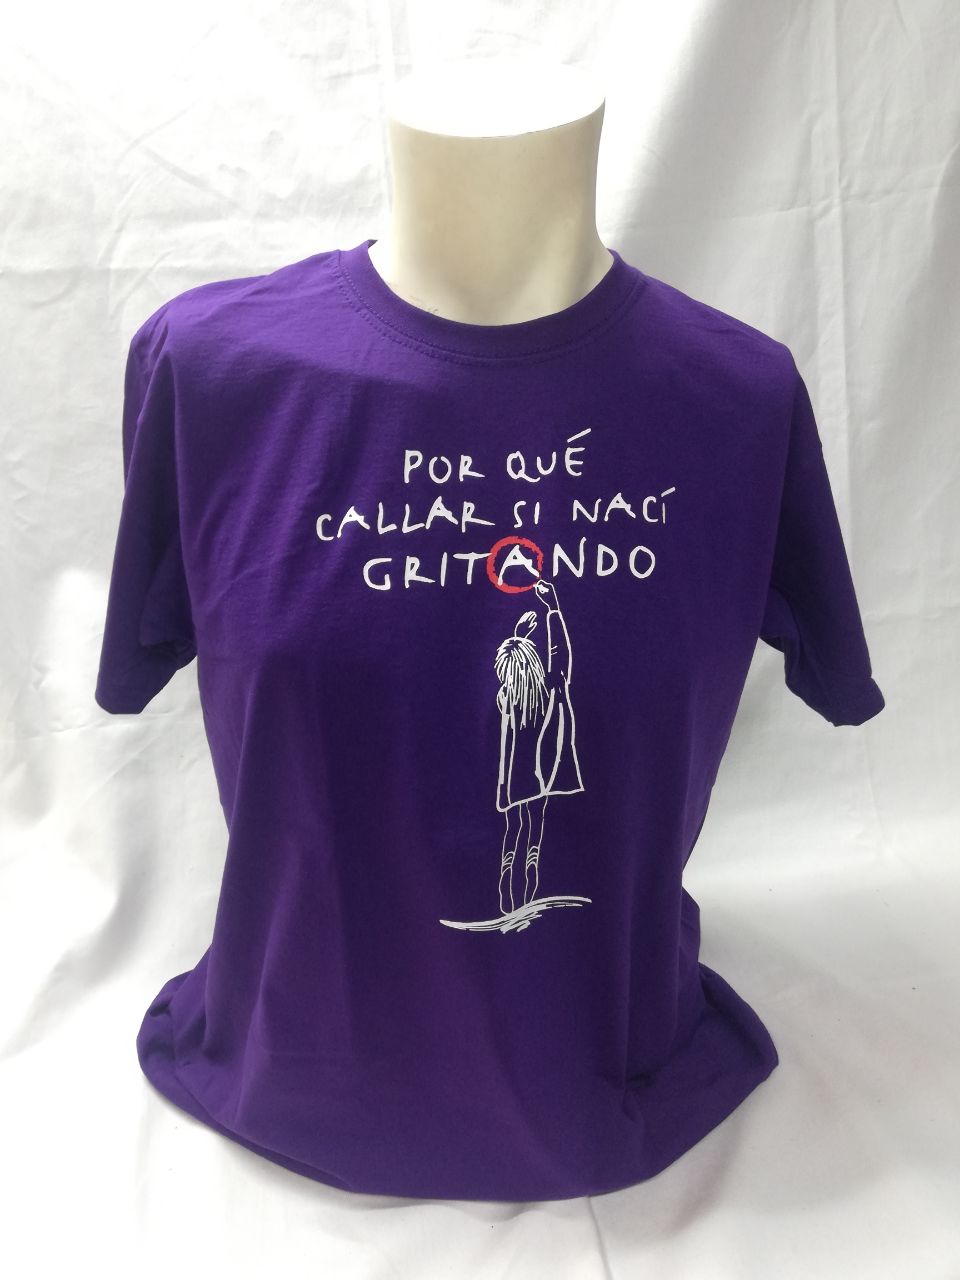 POR QUÉ
CALLAR SI NACÍ
GRITANDO